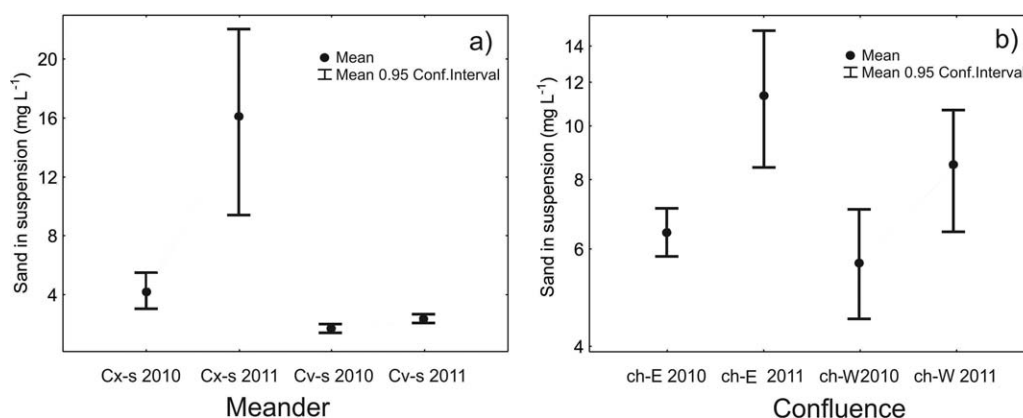 a)
Mean
Mean 0.95 Conf.Interval
Sand in suspension (mg L⁻¹)
20
16
12
8
4
Cx-s 2010 Cx-s 2011 Cv-s 2010 Cv-s 2011
Meander
b)
Mean
Mean 0.95 Conf.Interval
Sand in suspension (mg L⁻¹)
14
12
10
8
6
4
ch-E 2010 ch-E 2011 ch-W2010 ch-W 2011
Confluence